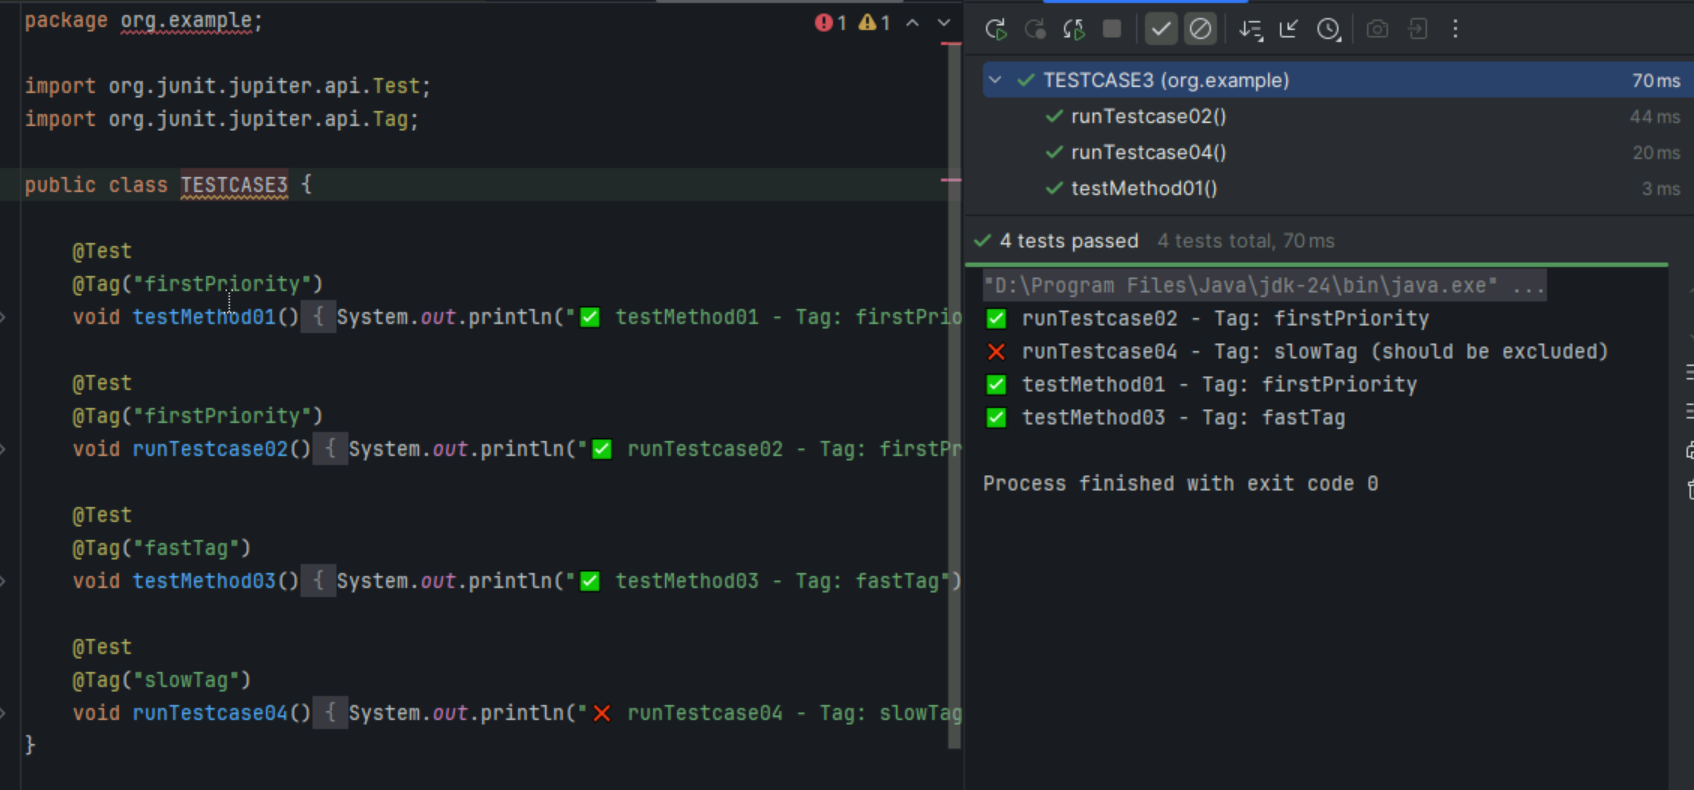 package org.example;
1 1
import org.junit.jupiter.api.Test;
import org.junit.jupiter.api.Tag;
public class TESTCASE3 {
@Test
@Tag("firstPriority")
void testMethod01() { System.out.println("✅ testMethod01 - Tag: firstPrio
@Test
@Tag("firstPriority")
void runTestcase02() { System.out.println("✅ runTestcase02 - Tag: firstPr
@Test
@Tag("fastTag")
void testMethod03() { System.out.println("✅ testMethod03 - Tag: fastTag")
@Test
@Tag("slowTag")
void runTestcase04() { System.out.println("❌ runTestcase04 - Tag: slowTag
}
TESTCASE3 (org.example) 70 ms
runTestcase02() 44 ms
runTestcase04() 20 ms
testMethod01() 3 ms
4 tests passed 4 tests total, 70 ms
"D:\Program Files\Java\jdk-24\bin\java.exe" ...
✅ runTestcase02 - Tag: firstPriority
❌ runTestcase04 - Tag: slowTag (should be excluded)
✅ testMethod01 - Tag: firstPriority
✅ testMethod03 - Tag: fastTag
Process finished with exit code 0